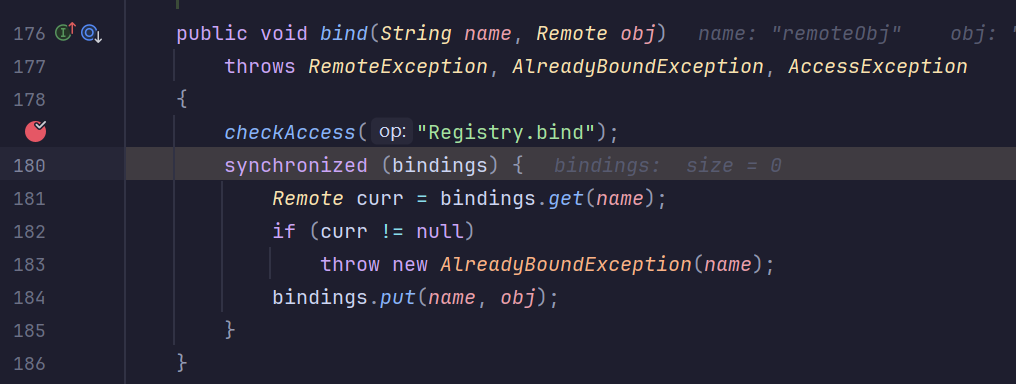 176 public void bind(String name, Remote obj) name: "remoteObj" obj: "
177 throws RemoteException, AlreadyBoundException, AccessException
178 {
checkAccess( op: "Registry.bind");
180 synchronized (bindings) { bindings: size = 0
181 Remote curr = bindings.get(name);
182 if (curr != null)
183 throw new AlreadyBoundException(name);
184 bindings.put(name, obj);
185 }
186 }